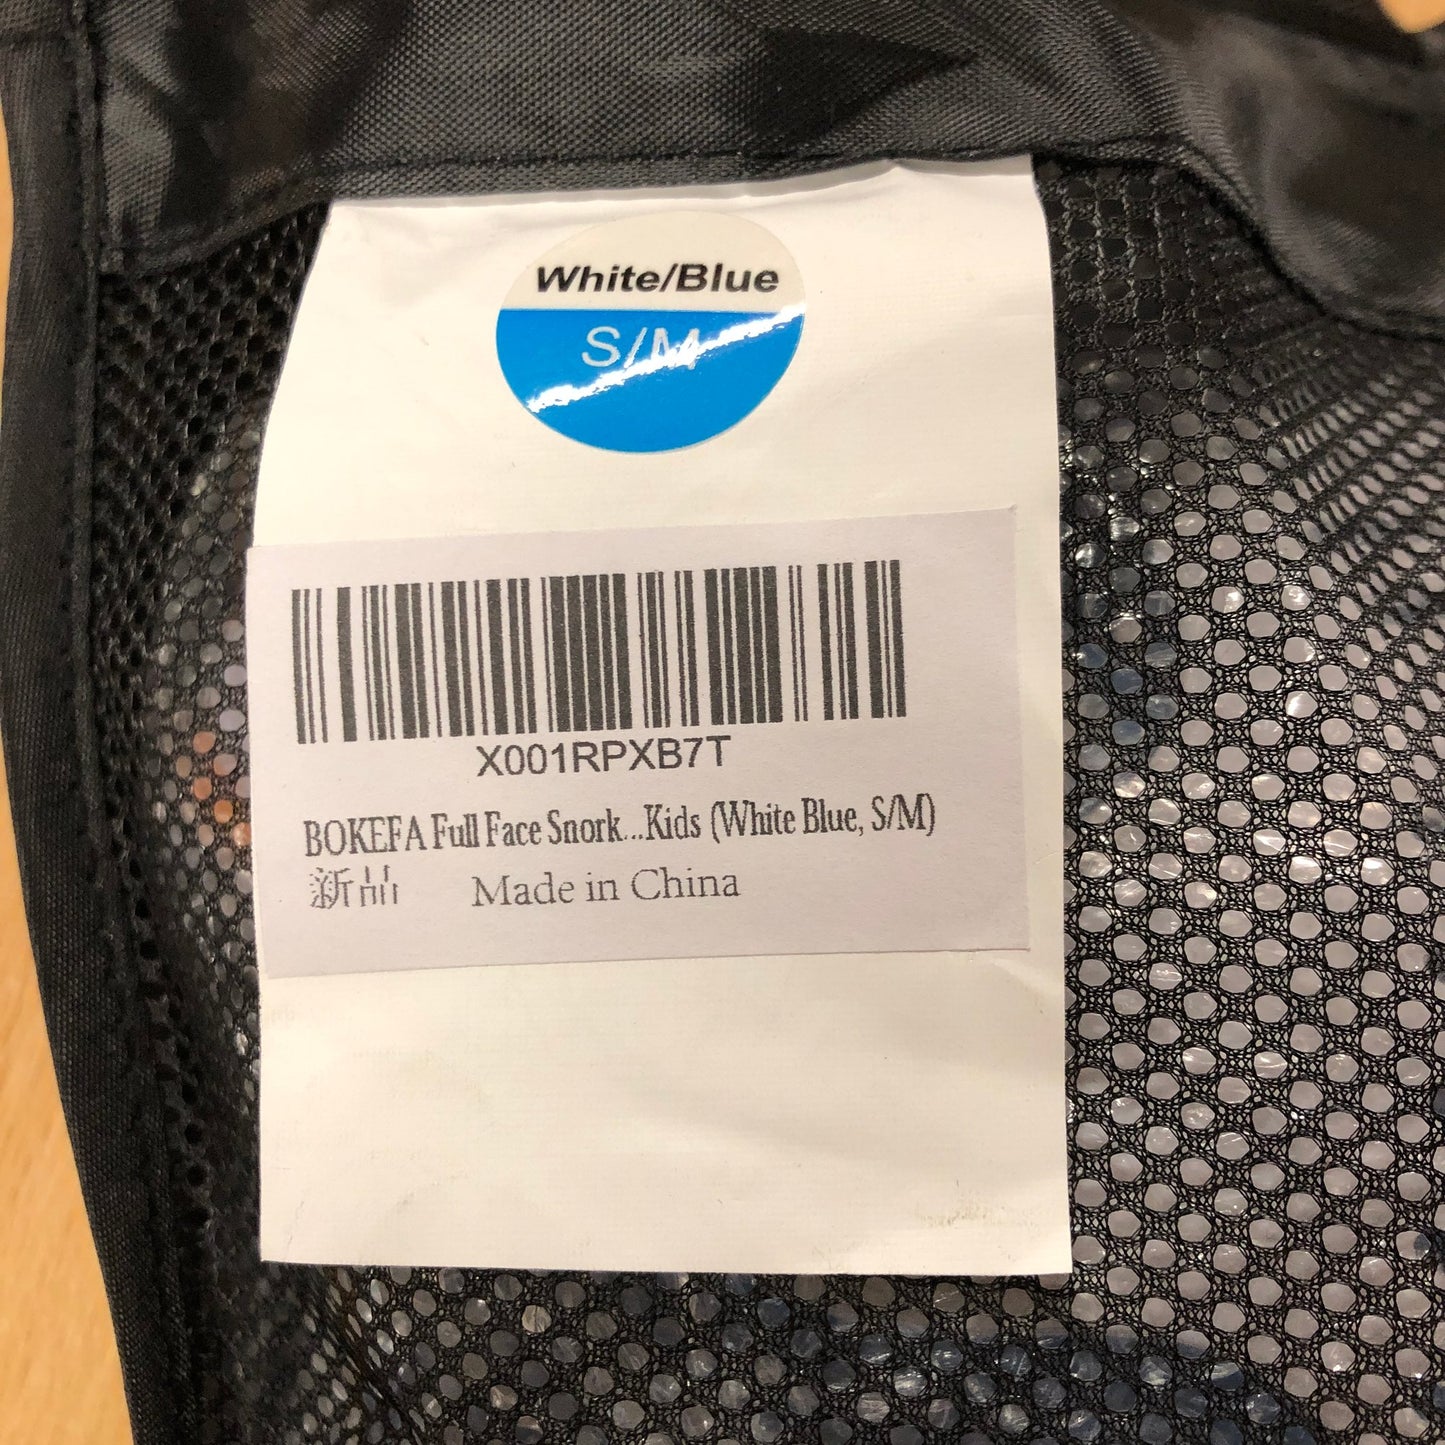 White/Blue
S/M
X001RPXB7T
BOKEFA Full Face Snork...Kids (White Blue, S/M)
新品 Made in China